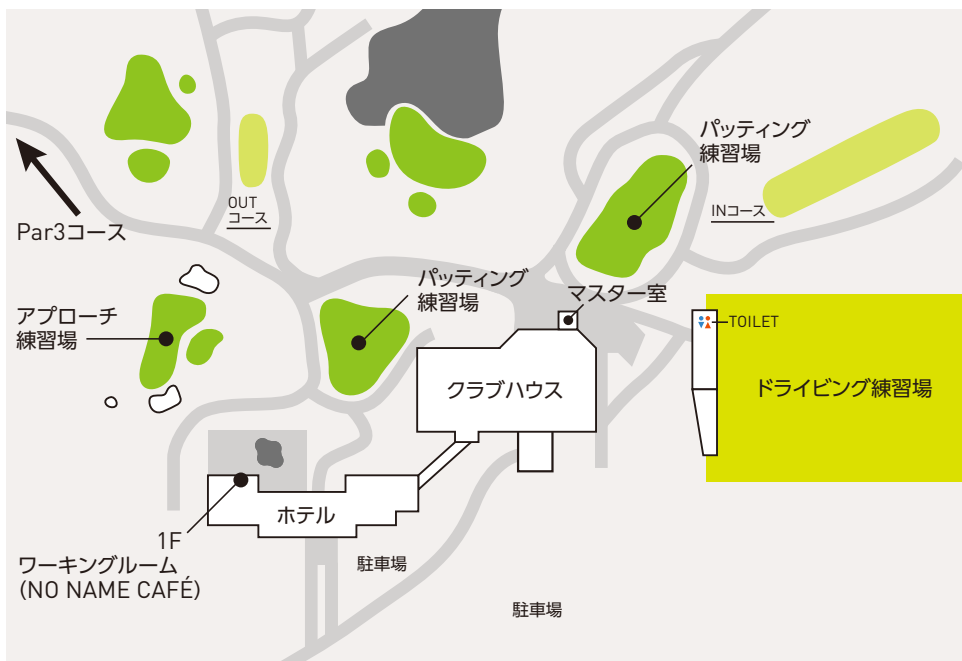 パッティング
練習場
OUT
コース
INコース
Par3コース
パッティング
練習場
マスター室
アプローチ
練習場
TOILET
クラブハウス
ドライビング練習場
ホテル
1F
ワーキングルーム
(NO NAME CAFÉ)
駐車場
駐車場